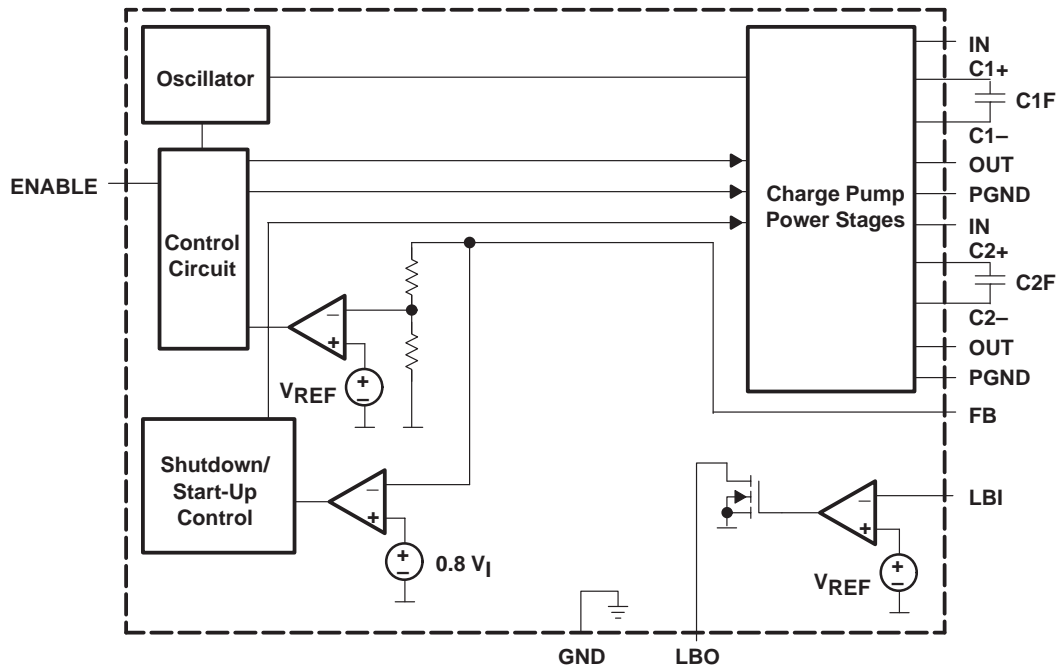 Oscillator
IN
C1+
C1F
C1–
OUT
PGND
IN
C2+
C2F
C2–
OUT
PGND
FB
LBI
ENABLE
Control
Circuit
Charge Pump
Power Stages
–
+
+
–
VREF
Shutdown/
Start-Up
Control
–
+
+
–
0.8 VI
–
+
+
–
VREF
GND
LBO